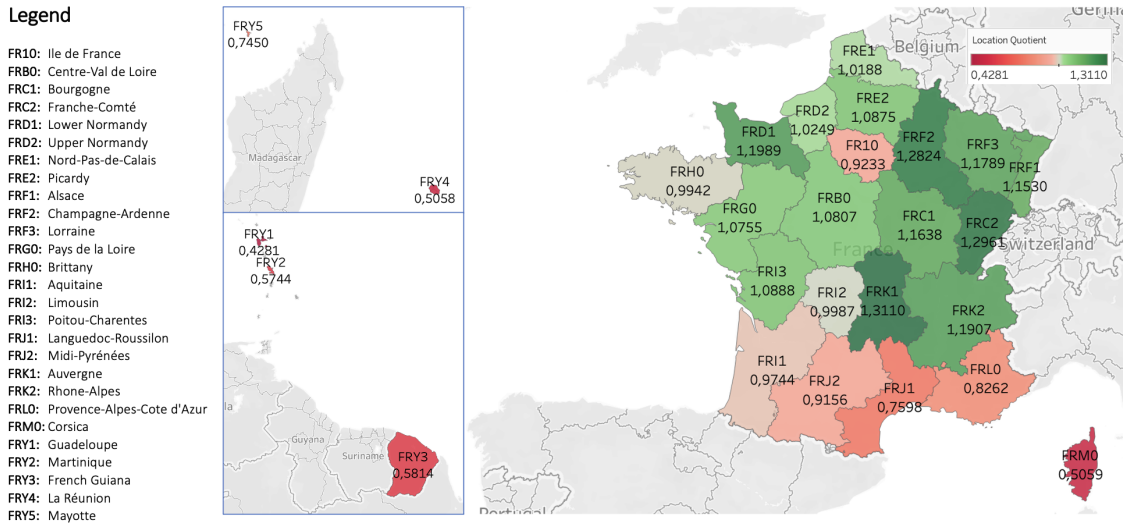 Legend
FR10: Ile de France
FRB0: Centre-Val de Loire
FRC1: Bourgogne
FRC2: Franche-Comté
FRD1: Lower Normandy
FRD2: Upper Normandy
FRE1: Nord-Pas-de-Calais
FRE2: Picardy
FRF1: Alsace
FRF2: Champagne-Ardenne
FRF3: Lorraine
FRG0: Pays de la Loire
FRH0: Brittany
FRI1: Aquitaine
FRI2: Limousin
FRI3: Poitou-Charentes
FRJ1: Languedoc-Roussilon
FRJ2: Midi-Pyrénées
FRK1: Auvergne
FRK2: Rhone-Alpes
FRL0: Provence-Alpes-Cote d'Azur
FRM0: Corsica
FRY1: Guadeloupe
FRY2: Martinique
FRY3: French Guiana
FRY4: La Réunion
FRY5: Mayotte
FRY5
0,7450
Madagascar
FRY4
0,5058
FRY1
0,4281
FRY2
0,5744
la
Guyana
Suriname
FRY3
0,5814
Germa
Belgium
Location Quotient
0,4281 1,3110
FRE1
1,0188
FRE2
1,0875
FRD2
1,0249
FRD1
1,1989
FR10
0,9233
FRF2
1,2824
FRF3
1,1789
FRF1
1,1530
FRH0
0,9942
FRG0
1,0755
FRB0
1,0807
FRC1
1,1638
FRC2
1,2961
Switzerland
France
FRI3
1,0888
FRI2
0,9987
FRK1
1,3110
FRK2
1,1907
FRI1
0,9744
FRJ2
0,9156
FRJ1
0,7598
FRL0
0,8262
FRM0
0,5059
Portugal